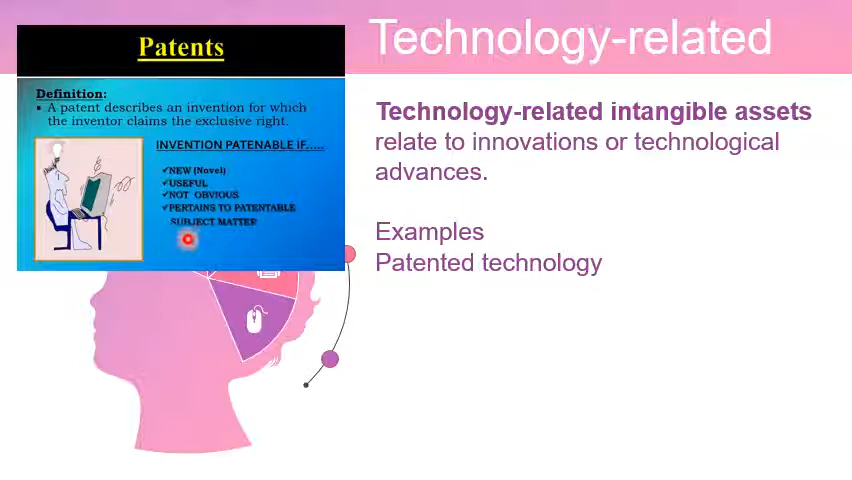 Technology-related
Patents
Definition:
▪ A patent describes an invention for which
the inventor claims the exclusive right.
INVENTION PATENABLE IF…..
✓NEW (Novel)
✓USEFUL
✓NOT OBVIOUS
✓PERTAINS TO PATENTABLE
SUBJECT MATTER
Technology-related intangible assets
relate to innovations or technological
advances.
Examples
Patented technology